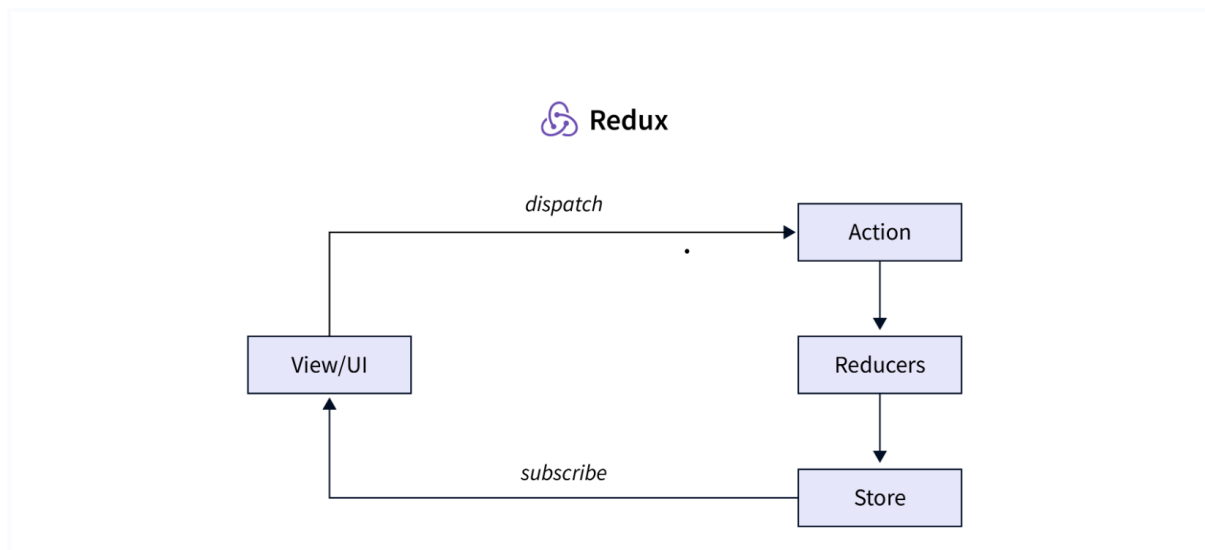 Redux
dispatch
Action
View/UI
Reducers
subscribe
Store